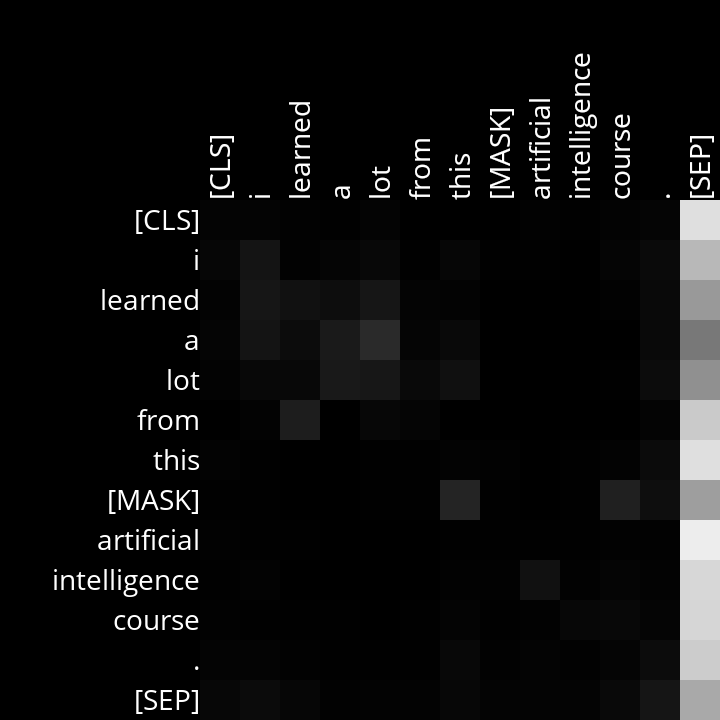 [CLS]
i
learned
a
lot
from
this
[MASK]
artificial
intelligence
course
.
[SEP]
[CLS]
i
learned
a
lot
from
this
[MASK]
artificial
intelligence
course
.
[SEP]